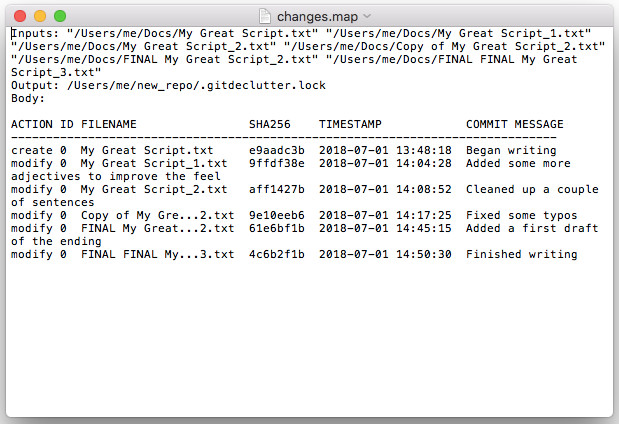 changes.map
Inputs: "/Users/me/Docs/My Great Script.txt" "/Users/me/Docs/My Great Script_1.txt"
"/Users/me/Docs/My Great Script_2.txt" "/Users/me/Docs/Copy of My Great Script_2.txt"
"/Users/me/Docs/FINAL My Great Script_2.txt" "/Users/me/Docs/FINAL FINAL My Great
Script_3.txt"
Output: /Users/me/new_repo/.gitdeclutter.lock
Body:
ACTION ID FILENAME SHA256 TIMESTAMP COMMIT MESSAGE
------------------------------------------------------------------------------
create 0 My Great Script.txt e9aadc3b 2018-07-01 13:48:18 Began writing
modify 0 My Great Script_1.txt 9ffdf38e 2018-07-01 14:04:28 Added some more
adjectives to improve the feel
modify 0 My Great Script_2.txt aff1427b 2018-07-01 14:08:52 Cleaned up a couple
of sentences
modify 0 Copy of My Gre...2.txt 9e10eeb6 2018-07-01 14:17:25 Fixed some typos
modify 0 FINAL My Great...2.txt 61e6bf1b 2018-07-01 14:45:15 Added a first draft
of the ending
modify 0 FINAL FINAL My...3.txt 4c6b2f1b 2018-07-01 14:50:30 Finished writing